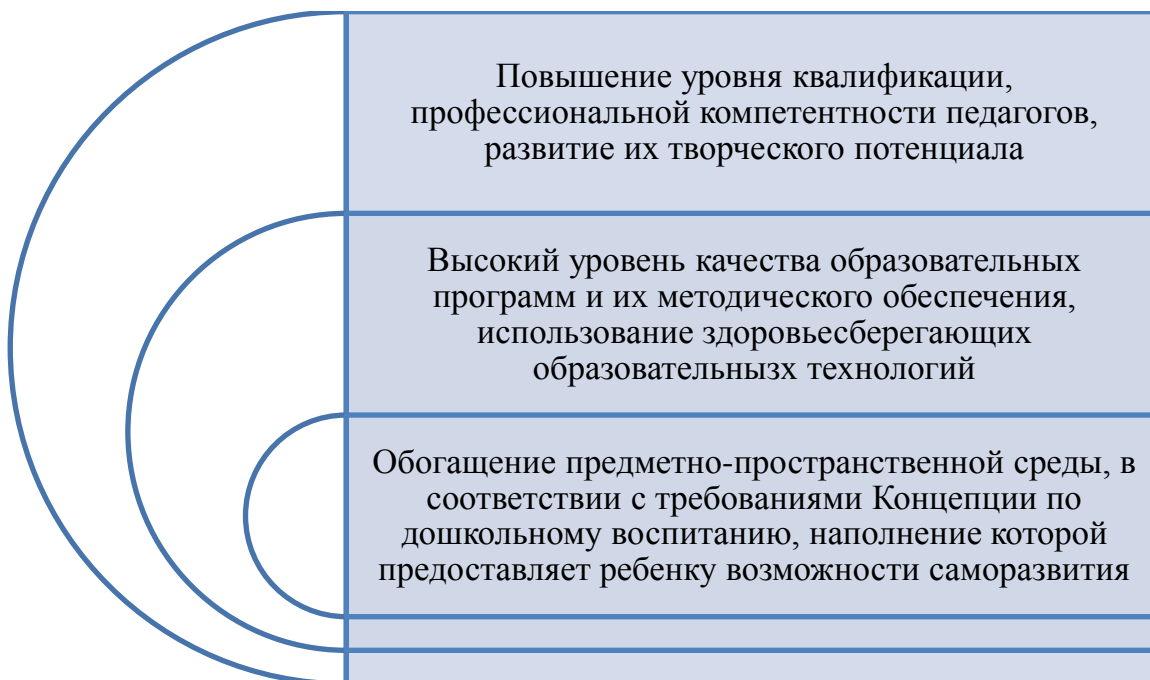 Повышение уровня квалификации,
профессиональной компетентности педагогов,
развитие их творческого потенциала
Высокий уровень качества образовательных
программ и их методического обеспечения,
использование здоровьесберегающих
образовательнызх технологий
Обогащение предметно-пространственной среды, в
соответствии с требованиями Концепции по
дошкольному воспитанию, наполнение которой
предоставляет ребенку возможности саморазвития